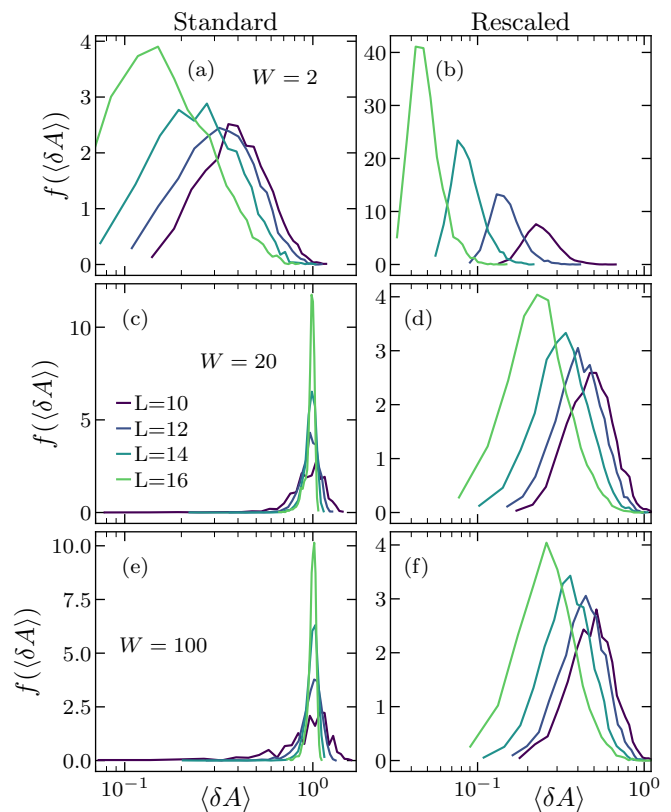 Standard
Rescaled
f(⟨δA⟩)
4
3
2
1
0
(a)
W = 2
40
30
20
10
0
(b)
f(⟨δA⟩)
10
5
0
(c)
W = 20
L=10
L=12
L=14
L=16
4
3
2
1
0
(d)
f(⟨δA⟩)
10.0
7.5
5.0
2.5
0.0
(e)
W = 100
4
3
2
1
0
(f)
10⁻¹
10⁰
10⁻¹
10⁰
⟨δA⟩
⟨δA⟩